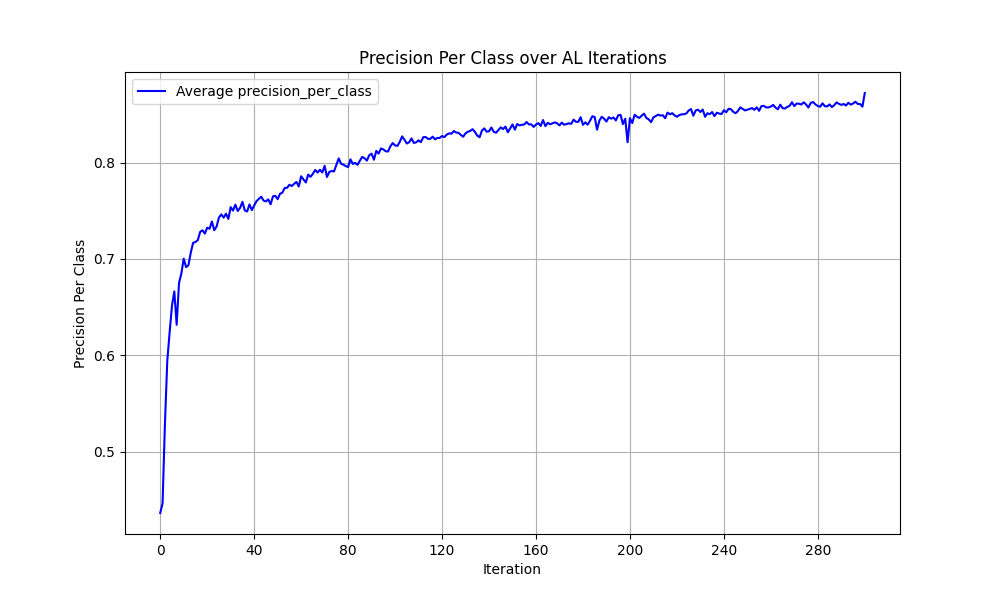 Precision Per Class over AL Iterations
Average precision_per_class
Precision Per Class
0.8
0.7
0.6
0.5
0 40 80 120 160 200 240 280
Iteration